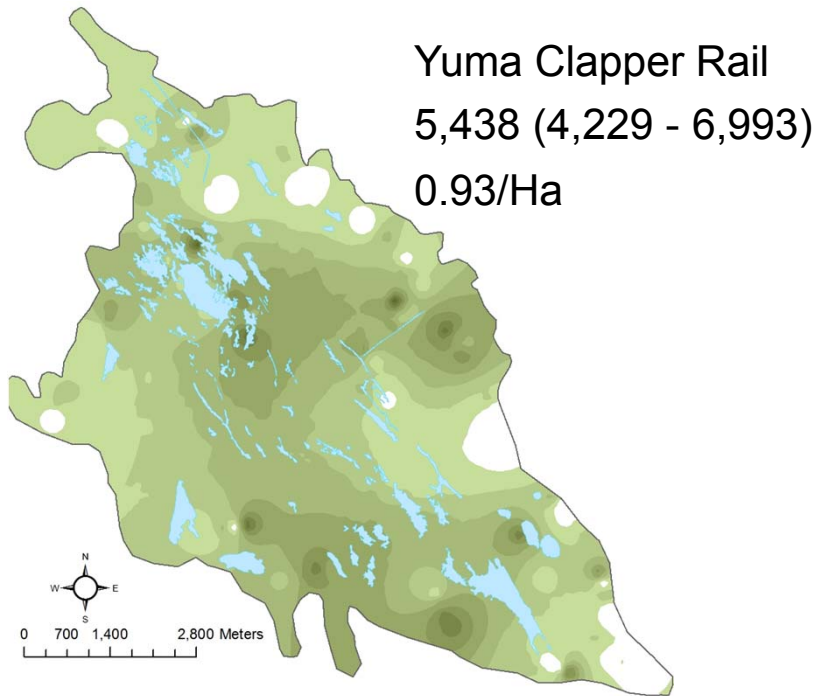 Yuma Clapper Rail
5,438 (4,229 - 6,993)
0.93/Ha
N
W E
S
0 700 1,400 2,800 Meters